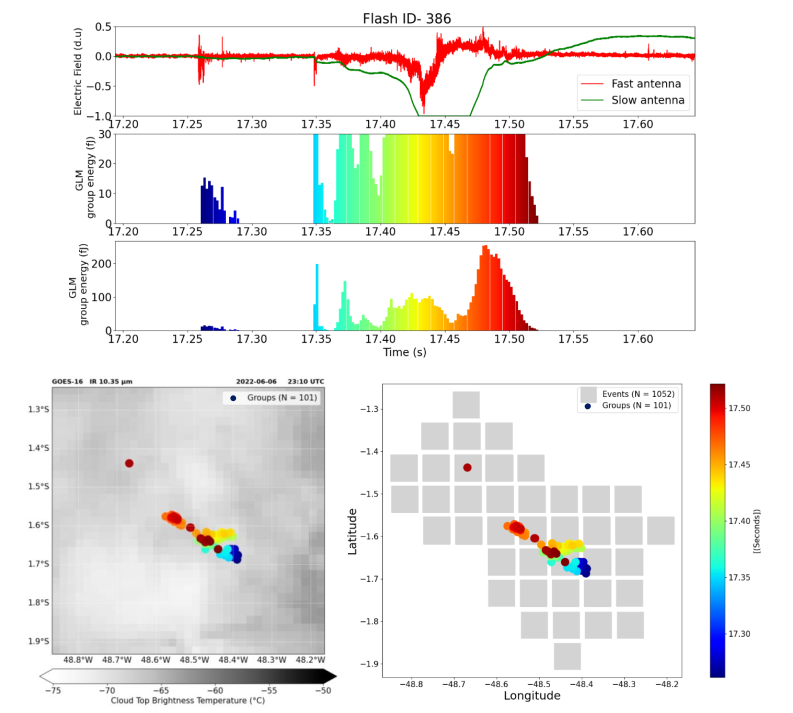 Flash ID- 386
Electric Field (d.u)
0.5
0.0
−0.5
−1.0
Fast antenna
Slow antenna
17.20 17.25 17.30 17.35 17.40 17.45 17.50 17.55 17.60
GLM
group energy (fJ)
30
20
10
0
17.20 17.25 17.30 17.35 17.40 17.45 17.50 17.55 17.60
GLM
group energy (fJ)
200
100
0
17.20 17.25 17.30 17.35 17.40 17.45 17.50 17.55 17.60
Time (s)
GOES-16 IR 10.35 µm 2022-06-06 23:10 UTC
Groups (N = 101)
1.3°S
1.4°S
1.5°S
1.6°S
1.7°S
1.8°S
1.9°S
48.8°W 48.7°W 48.6°W 48.5°W 48.4°W 48.3°W 48.2°W
−75 −70 −65 −60 −55 −50
Cloud Top Brightness Temperature (°C)
Events (N = 1052)
Groups (N = 101)
Latitude
−1.3
−1.4
−1.5
−1.6
−1.7
−1.8
−1.9
−48.8 −48.7 −48.6 −48.5 −48.4 −48.3 −48.2
Longitude
17.50
17.45
17.40
17.35
17.30
[(Seconds]